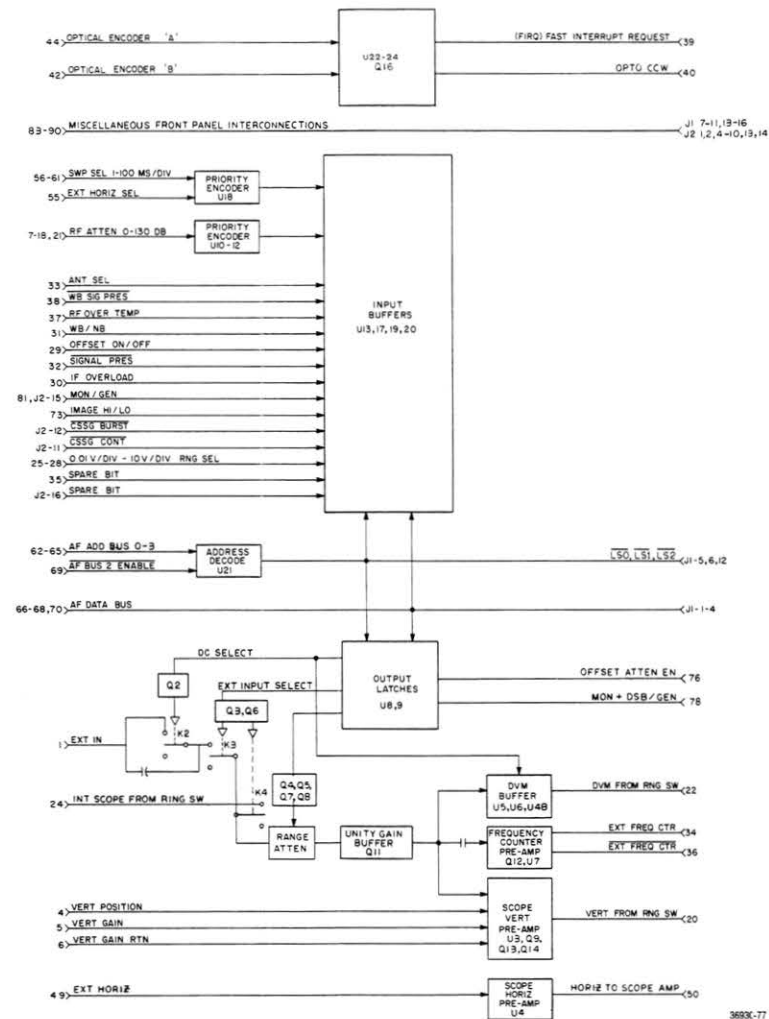 44 OPTICAL ENCODER 'A'
42 OPTICAL ENCODER 'B'
U22-24
Q16
(FIRQ) FAST INTERRUPT REQUEST 39
OPTO CCW 40
83-90 MISCELLANEOUS FRONT PANEL INTERCONNECTIONS
J1 7-11,13-16
J2 1,2,4-10,13,14
56-61 SWP SEL 1-100 MS/DIV
55 EXT HORIZ SEL
PRIORITY
ENCODER
U18
7-18,21 RF ATTEN 0-130 DB
PRIORITY
ENCODER
U10-12
33 ANT SEL
38 WB SIG PRES
37 RF OVER TEMP
31 WB/NB
29 OFFSET ON/OFF
32 SIGNAL PRES
30 IF OVERLOAD
81,J2-15 MON/GEN
73 IMAGE HI/LO
J2-12 CSSG BURST
J2-11 CSSG CONT
25-28 0.01V/DIV - 10V/DIV RNG SEL
35 SPARE BIT
J2-16 SPARE BIT
INPUT
BUFFERS
U13,17,19,20
62-65 AF ADD BUS 0-3
69 AF BUS 2 ENABLE
ADDRESS
DECODE
U21
LS0, LS1, LS2 J1-5,6,12
66-68,70 AF DATA BUS
J1-1-4
DC SELECT
Q2
EXT INPUT SELECT
Q3,Q6
OUTPUT
LATCHES
U8,9
OFFSET ATTEN EN 76
MON + DSB/GEN 78
1 EXT IN
K2
K3
K4
24 INT SCOPE FROM RING SW
Q4,Q5,
Q7,Q8
RANGE
ATTEN
UNITY GAIN
BUFFER
Q11
DVM
BUFFER
U5,U6,U4B
DVM FROM RNG SW 22
FREQUENCY
COUNTER
PRE-AMP
Q12,U7
EXT FREQ CTR 34
EXT FREQ CTR 36
4 VERT POSITION
5 VERT GAIN
6 VERT GAIN RTN
SCOPE
VERT
PRE-AMP
U3,Q9,
Q13,Q14
VERT FROM RNG SW 20
49 EXT HORIZ
SCOPE
HORIZ
PRE-AMP
U4
HORIZ TO SCOPE AMP 50
3693C-77